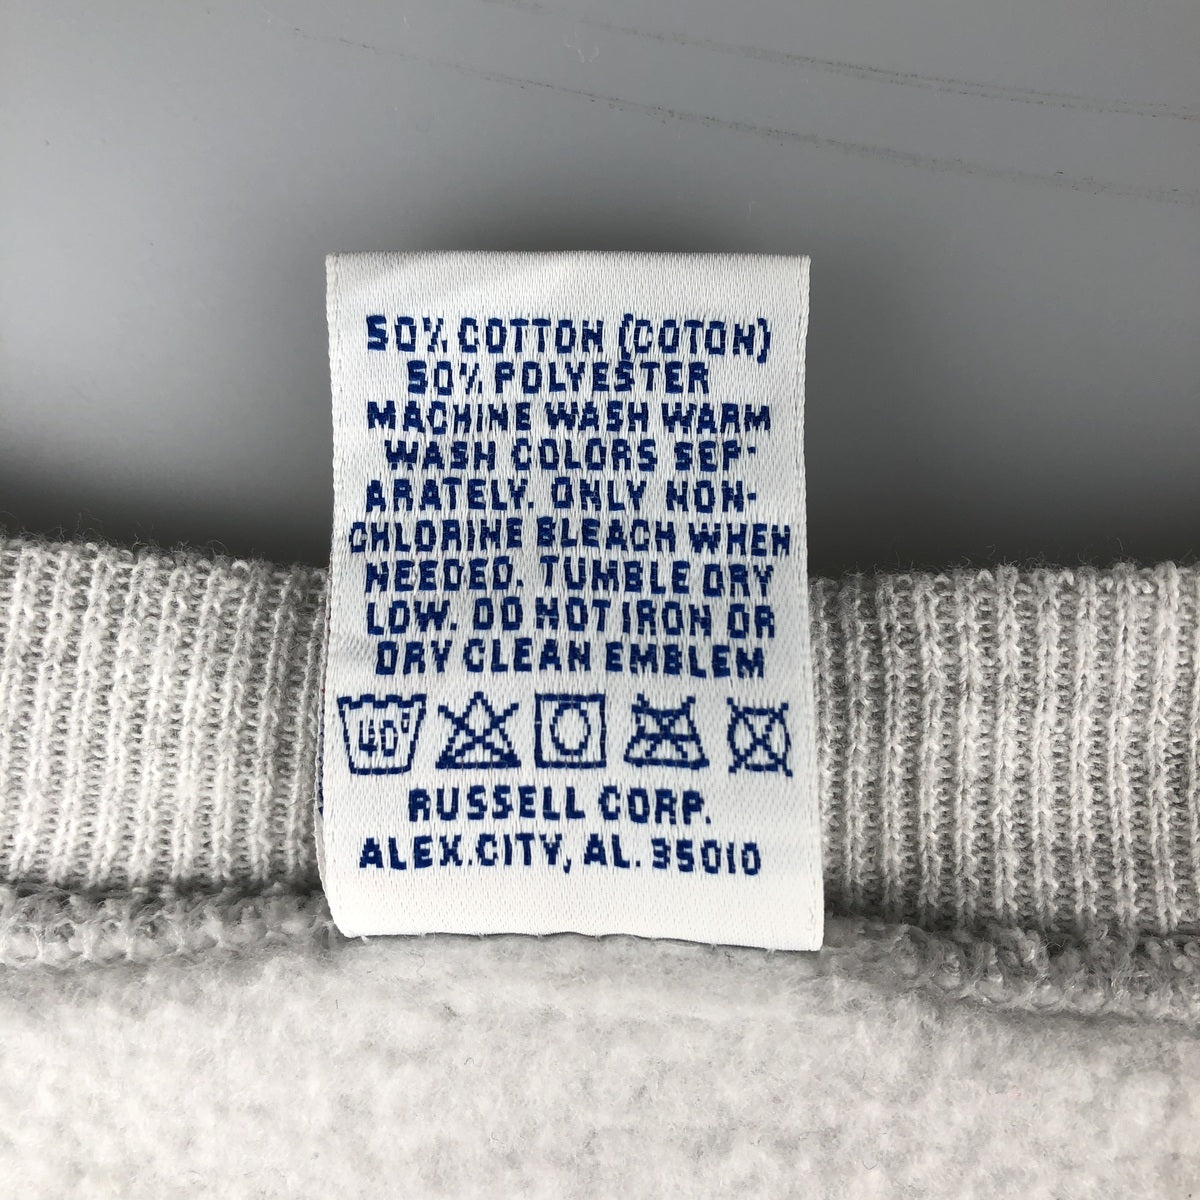 50% COTTON (COTON)
50% POLYESTER
MACHINE WASH WARM
WASH COLORS SEP-
ARATELY. ONLY NON-
CHLORINE BLEACH WHEN
NEEDED. TUMBLE DRY
LOW. DO NOT IRON OR
DRY CLEAN EMBLEM
40°
RUSSELL CORP.
ALEX.CITY, AL. 35010